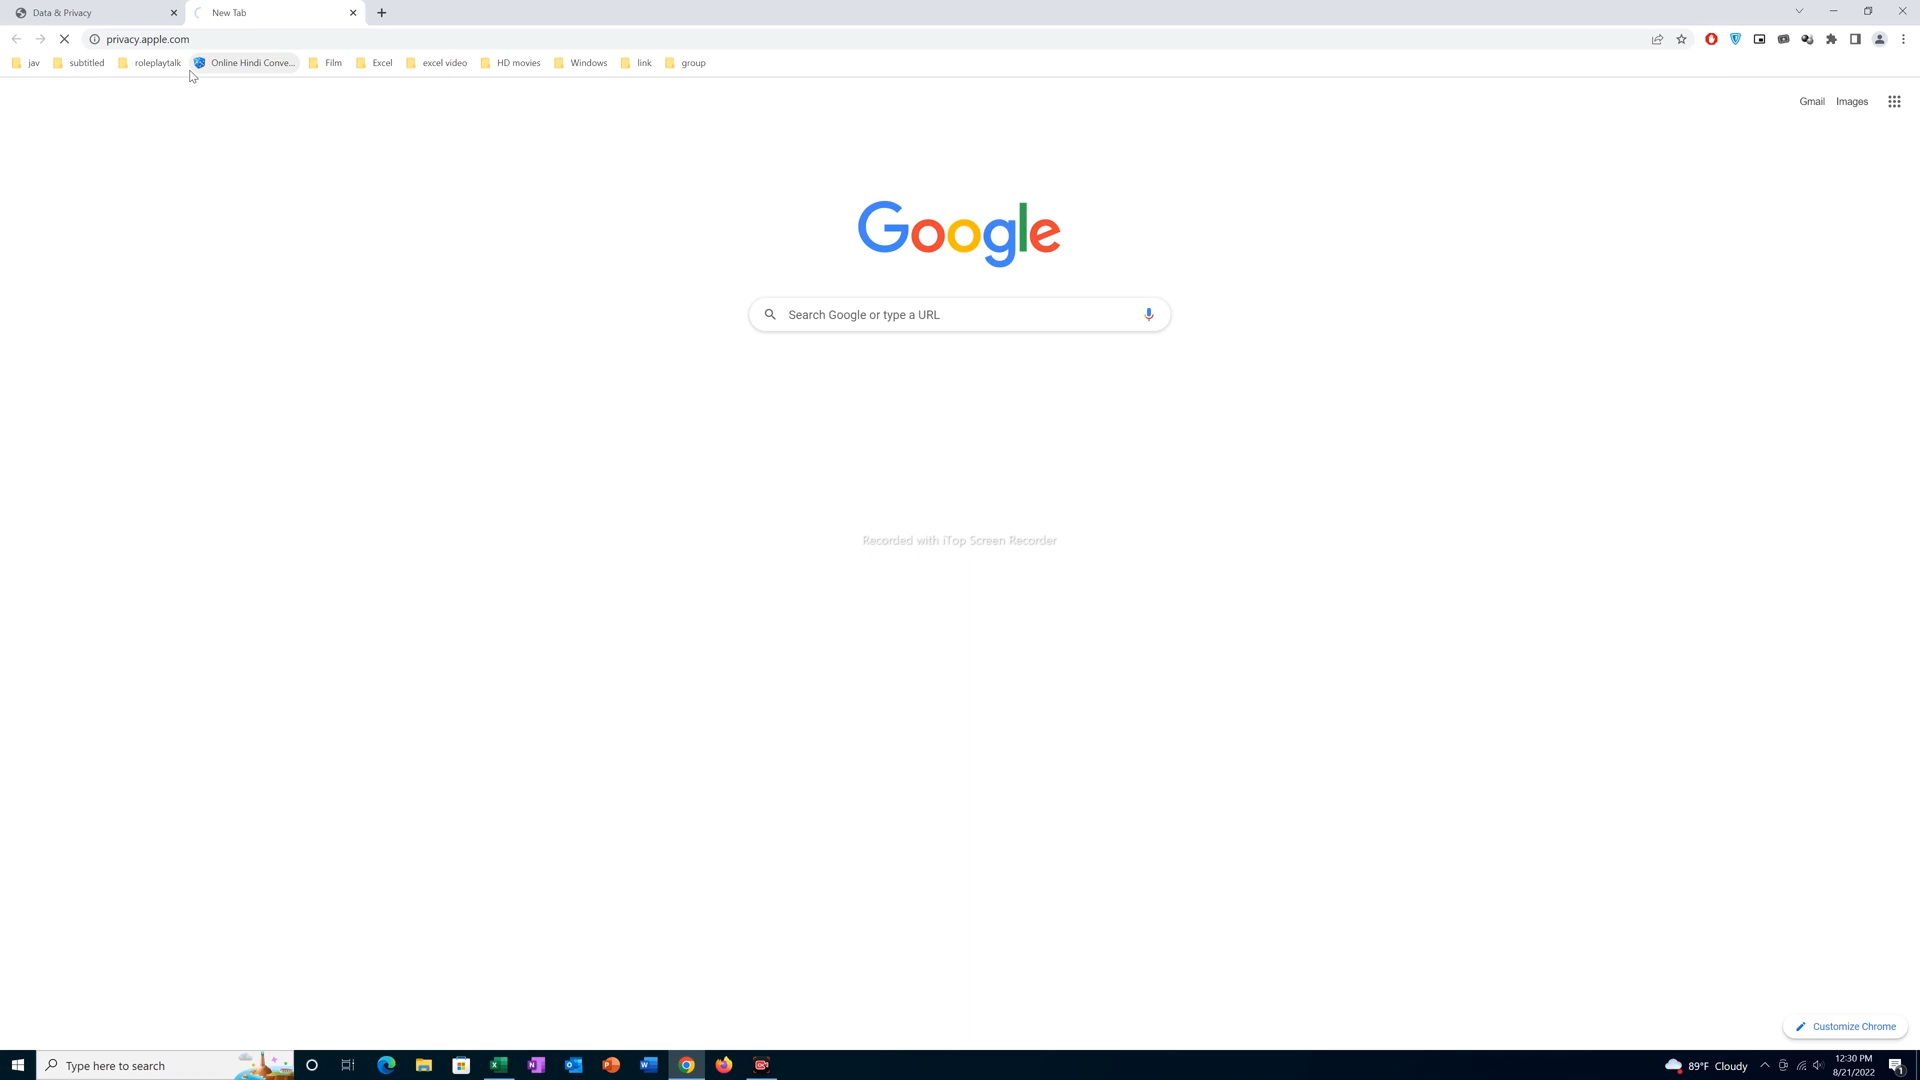 Data & Privacy
New Tab
privacy.apple.com
jav
subtitled
roleplaytalk
Online Hindi Conve...
Film
Excel
excel video
HD movies
Windows
link
group
Gmail
Images
Google
Search Google or type a URL
Recorded with iTop Screen Recorder
Customize Chrome
Type here to search
89°F Cloudy
12:30 PM
8/21/2022
1